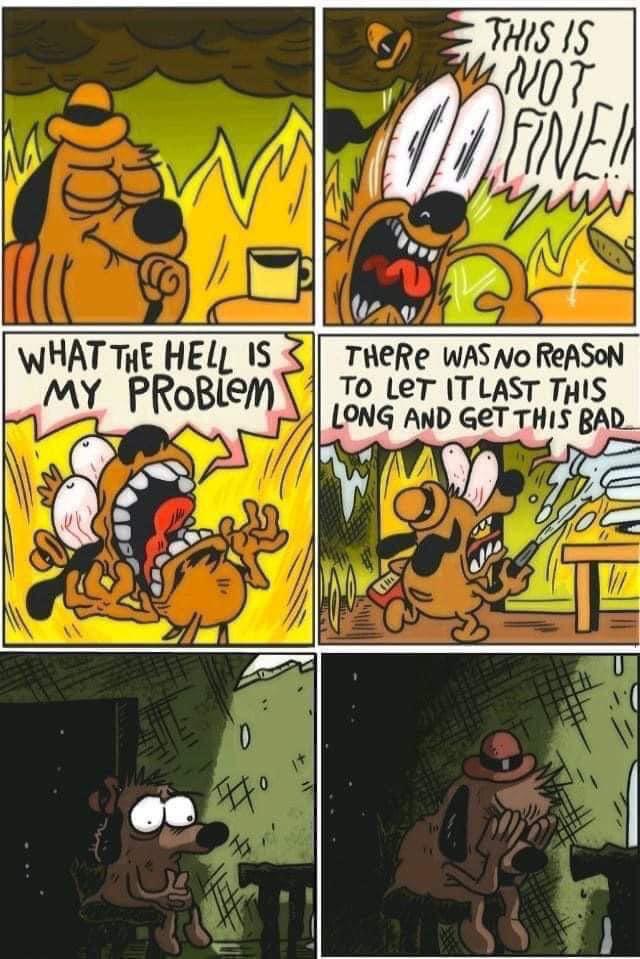 THIS IS
NOT
FINE!!
WHAT THE HELL IS
MY PROBLEM
THERE WAS NO REASON
TO LET IT LAST THIS
LONG AND GET THIS BAD